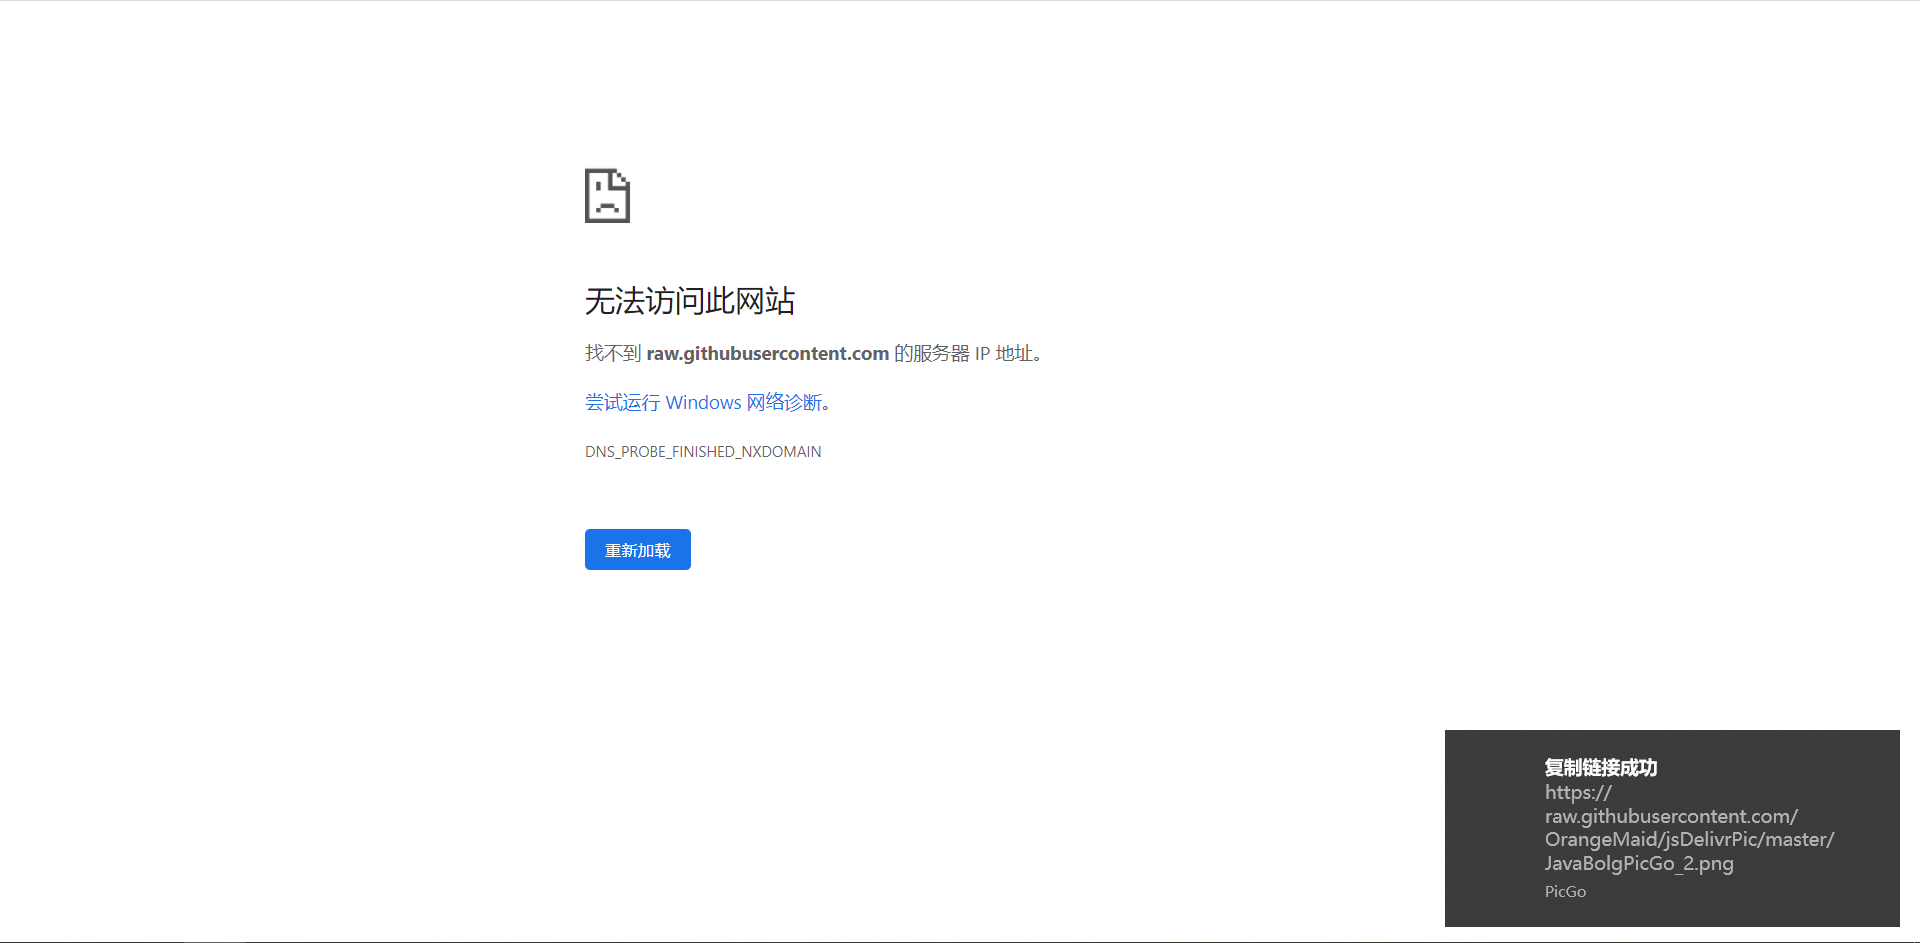 无法访问此网站
找不到 raw.githubusercontent.com 的服务器 IP 地址。
尝试运行 Windows 网络诊断。
DNS_PROBE_FINISHED_NXDOMAIN
重新加载
复制链接成功
https://
raw.githubusercontent.com/
OrangeMaid/jsDelivrPic/master/
JavaBolgPicGo_2.png
PicGo